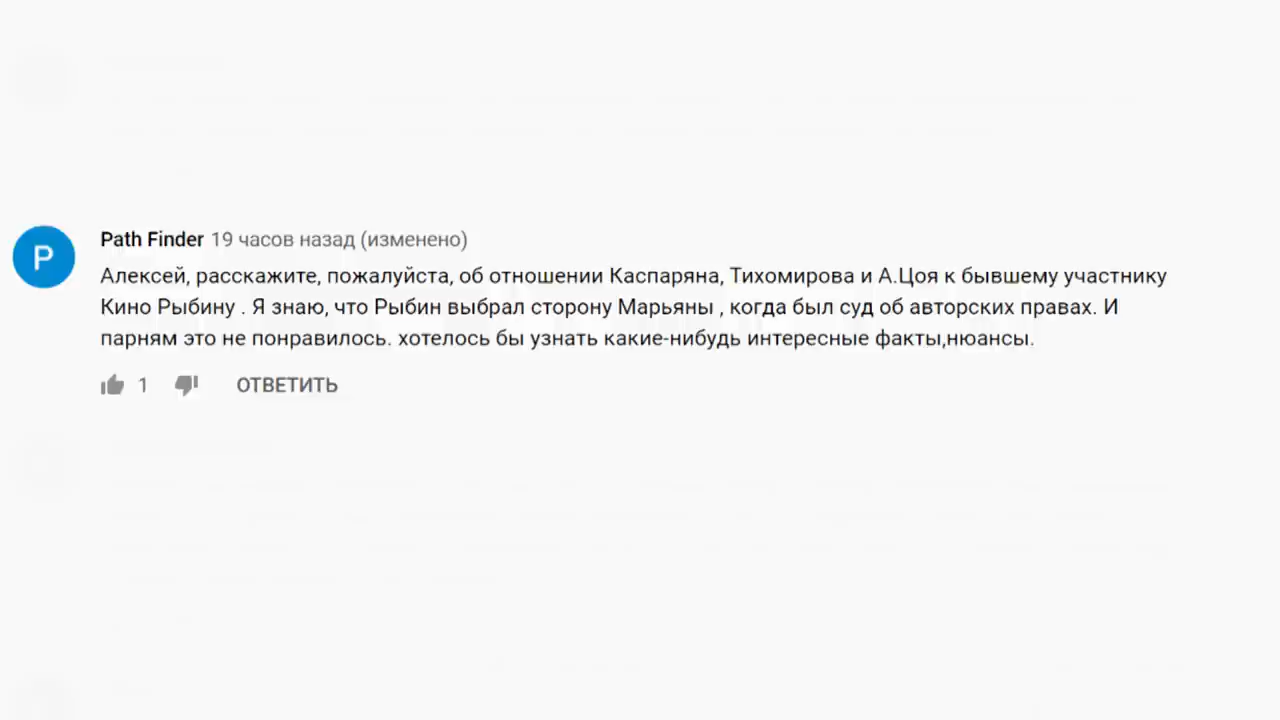 P
Path Finder 19 часов назад (изменено)
Алексей, расскажите, пожалуйста, об отношении Каспаряна, Тихомирова и А.Цоя к бывшему участнику
Кино Рыбину . Я знаю, что Рыбин выбрал сторону Марьяны , когда был суд об авторских правах. И
парням это не понравилось. хотелось бы узнать какие-нибудь интересные факты,нюансы.
1 ОТВЕТИТЬ